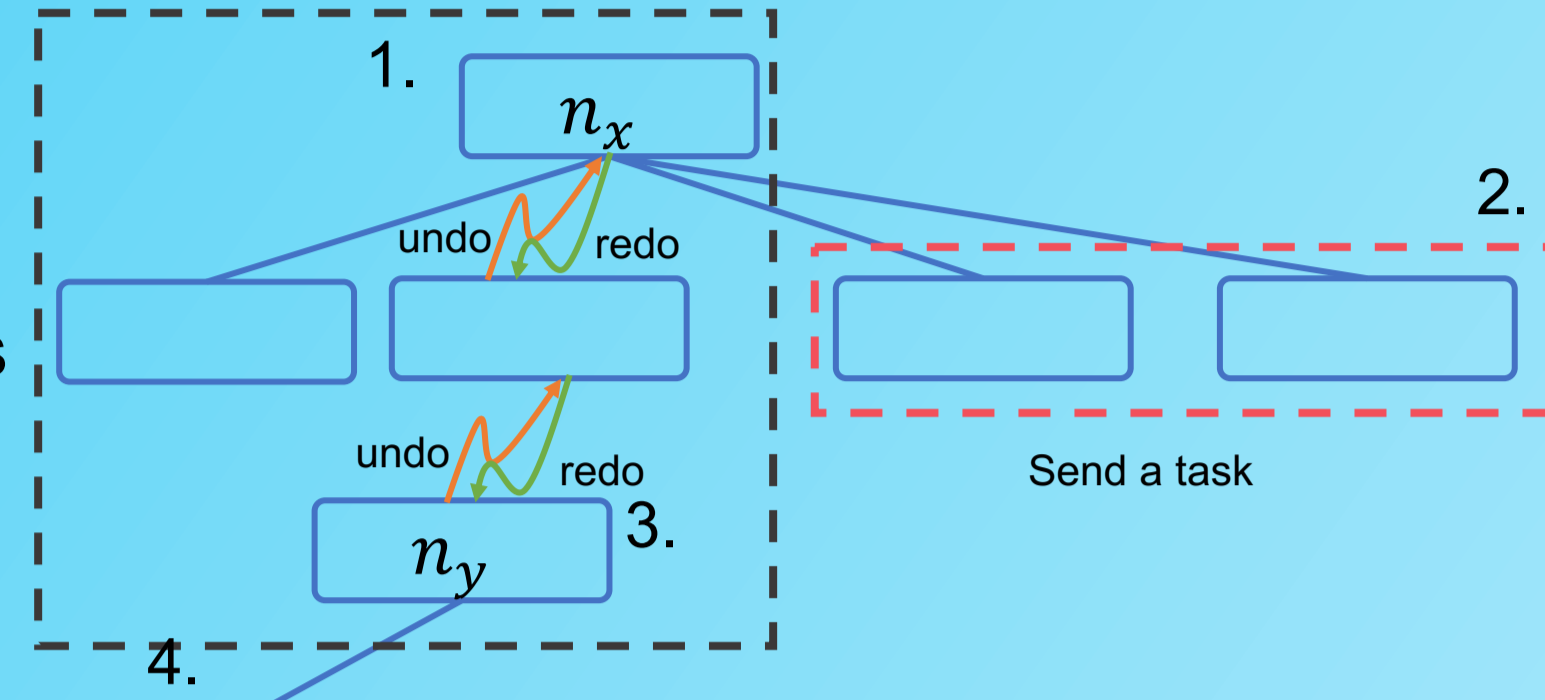 1.
n_x
2.
undo
redo
s
undo
redo
Send a task
3.
n_y
4.